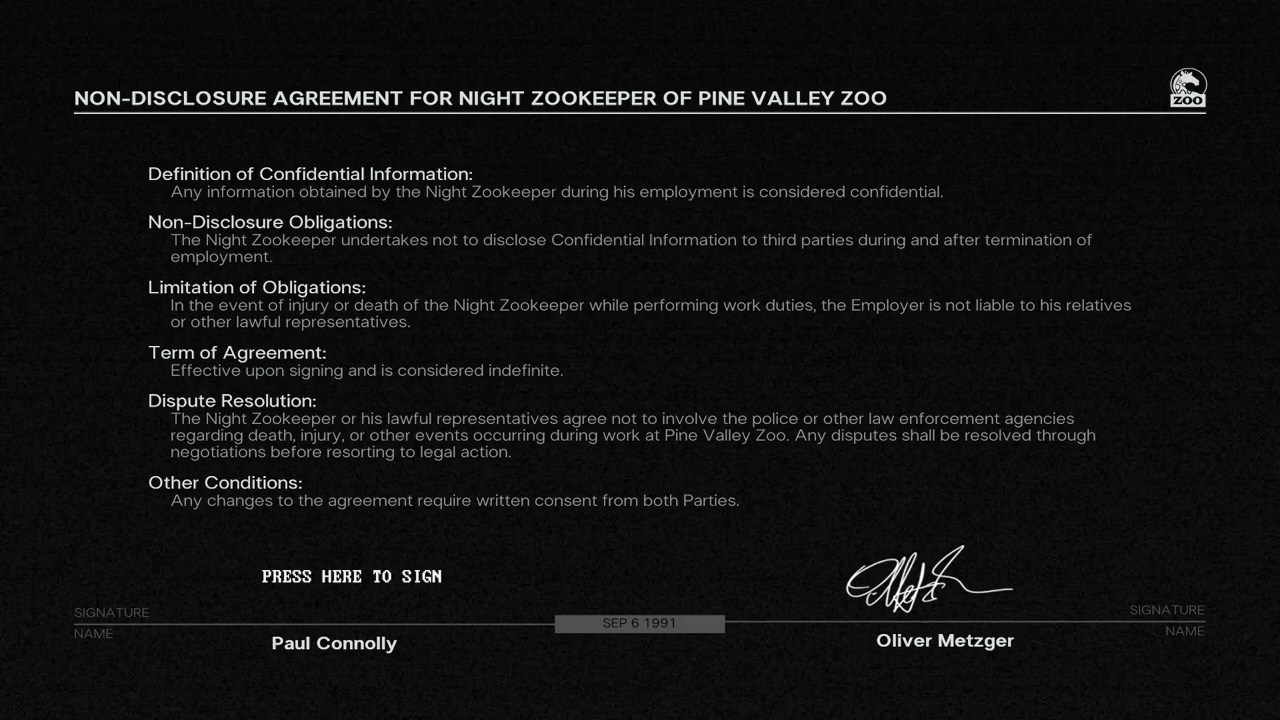 NON-DISCLOSURE AGREEMENT FOR NIGHT ZOOKEEPER OF PINE VALLEY ZOO
ZOO
Definition of Confidential Information:
Any information obtained by the Night Zookeeper during his employment is considered confidential.
Non-Disclosure Obligations:
The Night Zookeeper undertakes not to disclose Confidential Information to third parties during and after termination of
employment.
Limitation of Obligations:
In the event of injury or death of the Night Zookeeper while performing work duties, the Employer is not liable to his relatives
or other lawful representatives.
Term of Agreement:
Effective upon signing and is considered indefinite.
Dispute Resolution:
The Night Zookeeper or his lawful representatives agree not to involve the police or other law enforcement agencies
regarding death, injury, or other events occurring during work at Pine Valley Zoo. Any disputes shall be resolved through
negotiations before resorting to legal action.
Other Conditions:
Any changes to the agreement require written consent from both Parties.
PRESS HERE TO SIGN
SIGNATURE
NAME
Paul Connolly
SEP 6 1991
SIGNATURE
NAME
Oliver Metzger